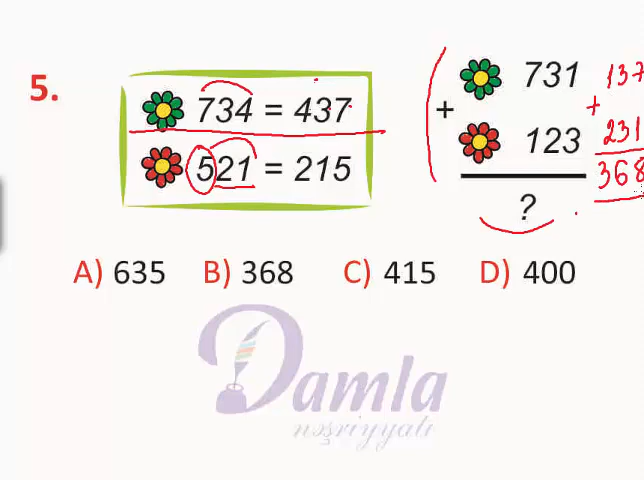 5.
734 = 437
521 = 215
731
+
123
?
137
+
231
368
A) 635 B) 368 C) 415 D) 400
Damla
nəşriyyatı